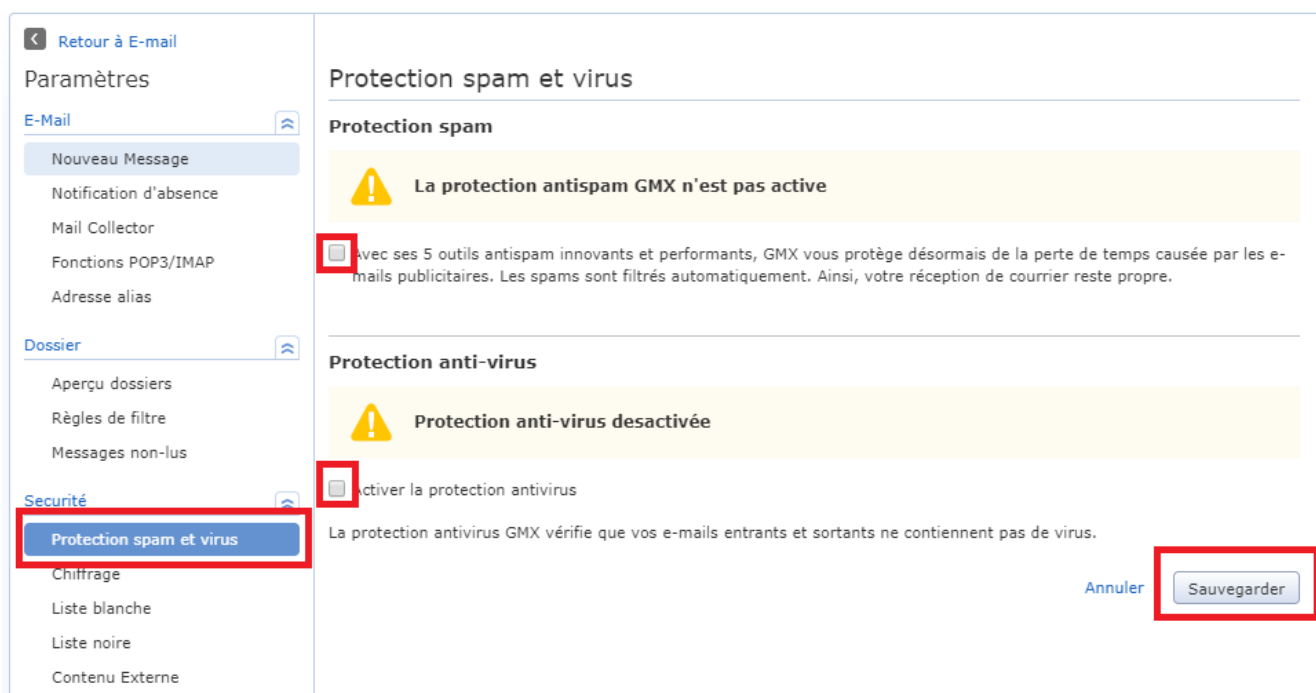 Retour à E-mail
Paramètres
E-Mail
Nouveau Message
Notification d'absence
Mail Collector
Fonctions POP3/IMAP
Adresse alias
Dossier
Aperçu dossiers
Règles de filtre
Messages non-lus
Securité
Protection spam et virus
Chiffrage
Liste blanche
Liste noire
Contenu Externe
Protection spam et virus
Protection spam
La protection antispam GMX n'est pas active
Avec ses 5 outils antispam innovants et performants, GMX vous protège désormais de la perte de temps causée par les e-
mails publicitaires. Les spams sont filtrés automatiquement. Ainsi, votre réception de courrier reste propre.
Protection anti-virus
Protection anti-virus desactivée
Activer la protection antivirus
La protection antivirus GMX vérifie que vos e-mails entrants et sortants ne contiennent pas de virus.
Annuler
Sauvegarder